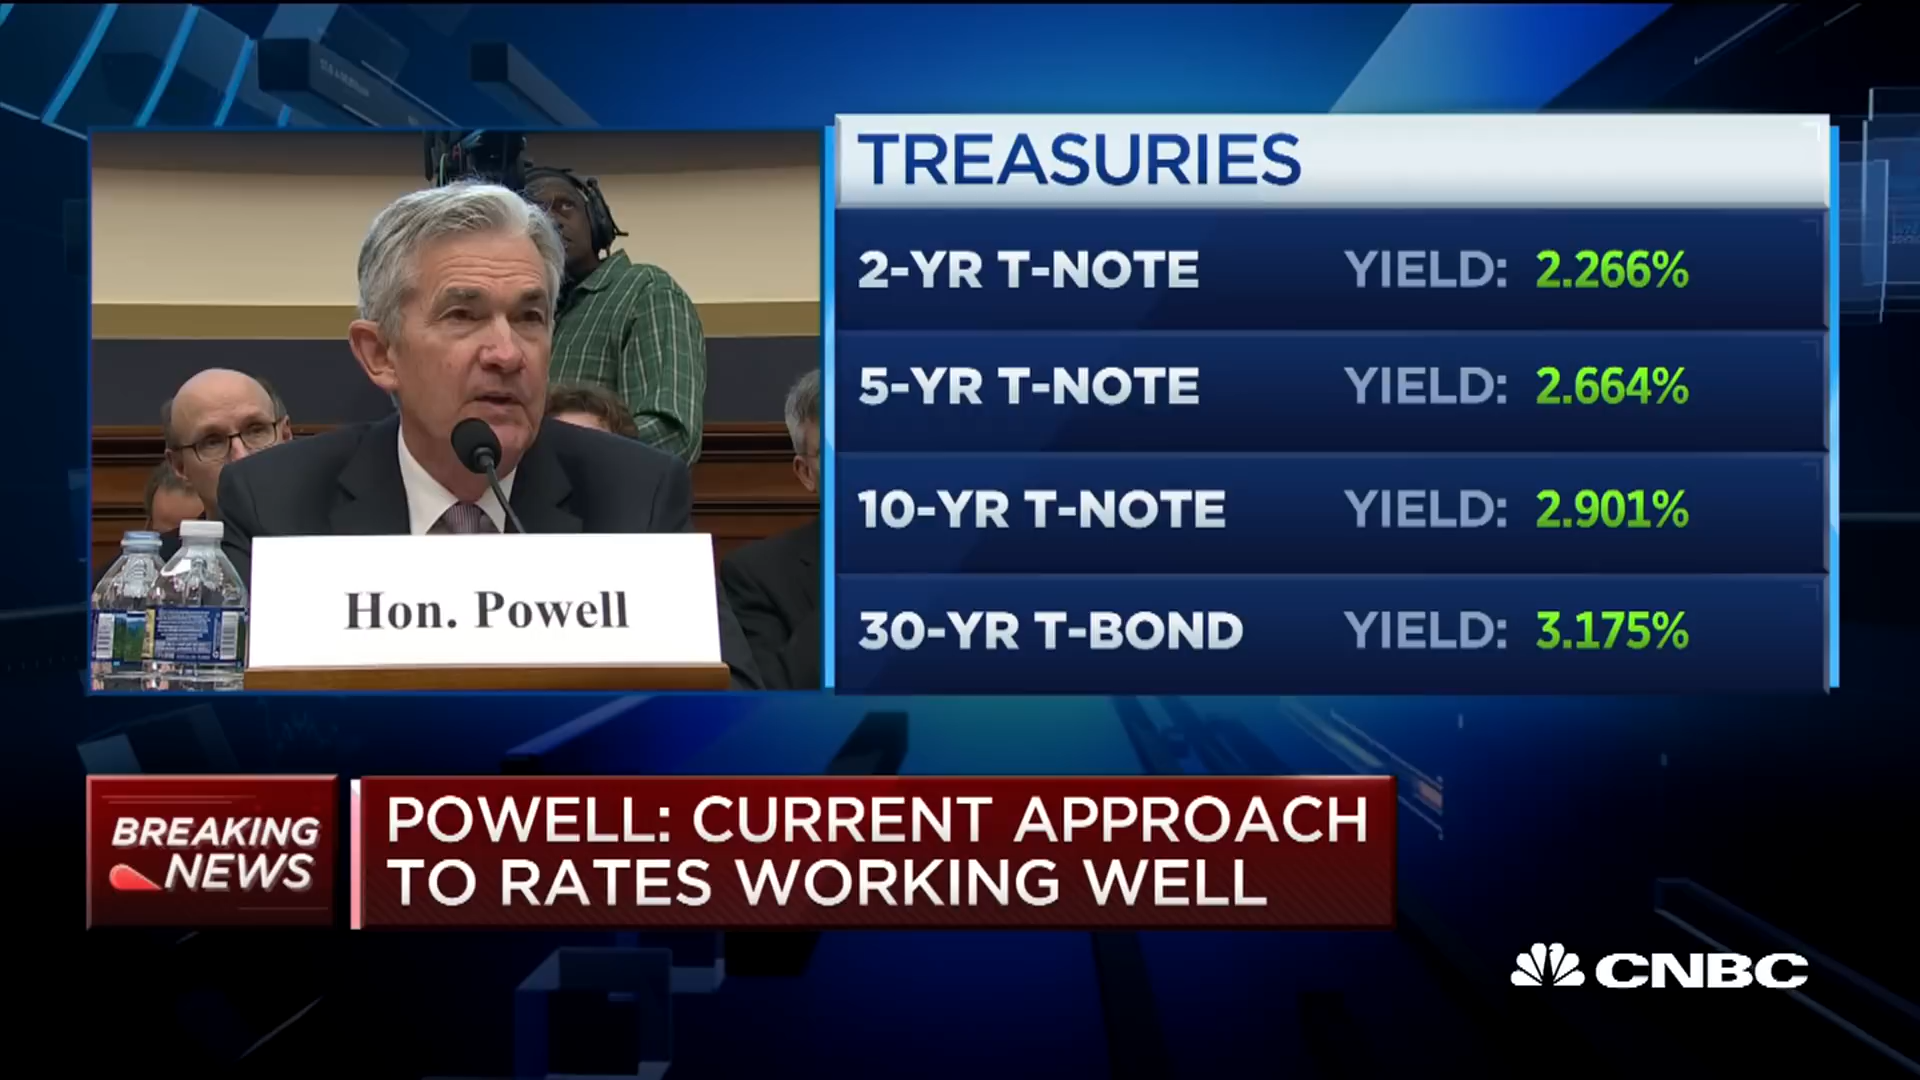 TREASURIES
2-YR T-NOTE YIELD: 2.266%
5-YR T-NOTE YIELD: 2.664%
10-YR T-NOTE YIELD: 2.901%
30-YR T-BOND YIELD: 3.175%
Hon. Powell
BREAKING
NEWS
POWELL: CURRENT APPROACH
TO RATES WORKING WELL
CNBC